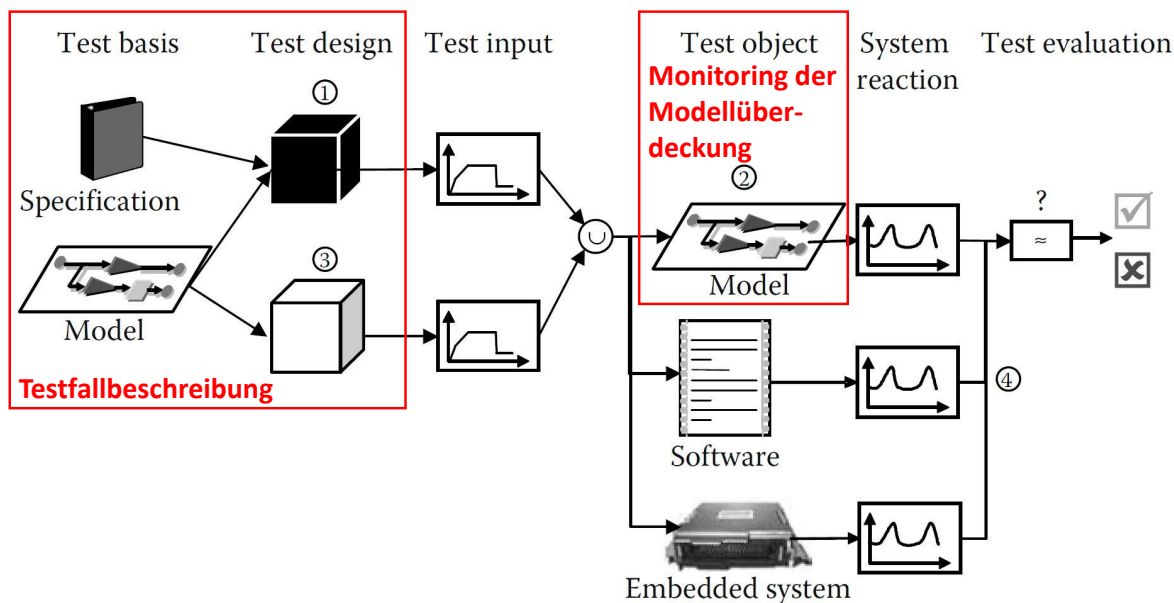 Test basis
Test design
Test input
Test object
System
reaction
Test evaluation
Monitoring der
Modellüber-
deckung
①
②
Specification
?
∪
≈
③
Model
Model
Testfallbeschreibung
④
Software
Embedded system